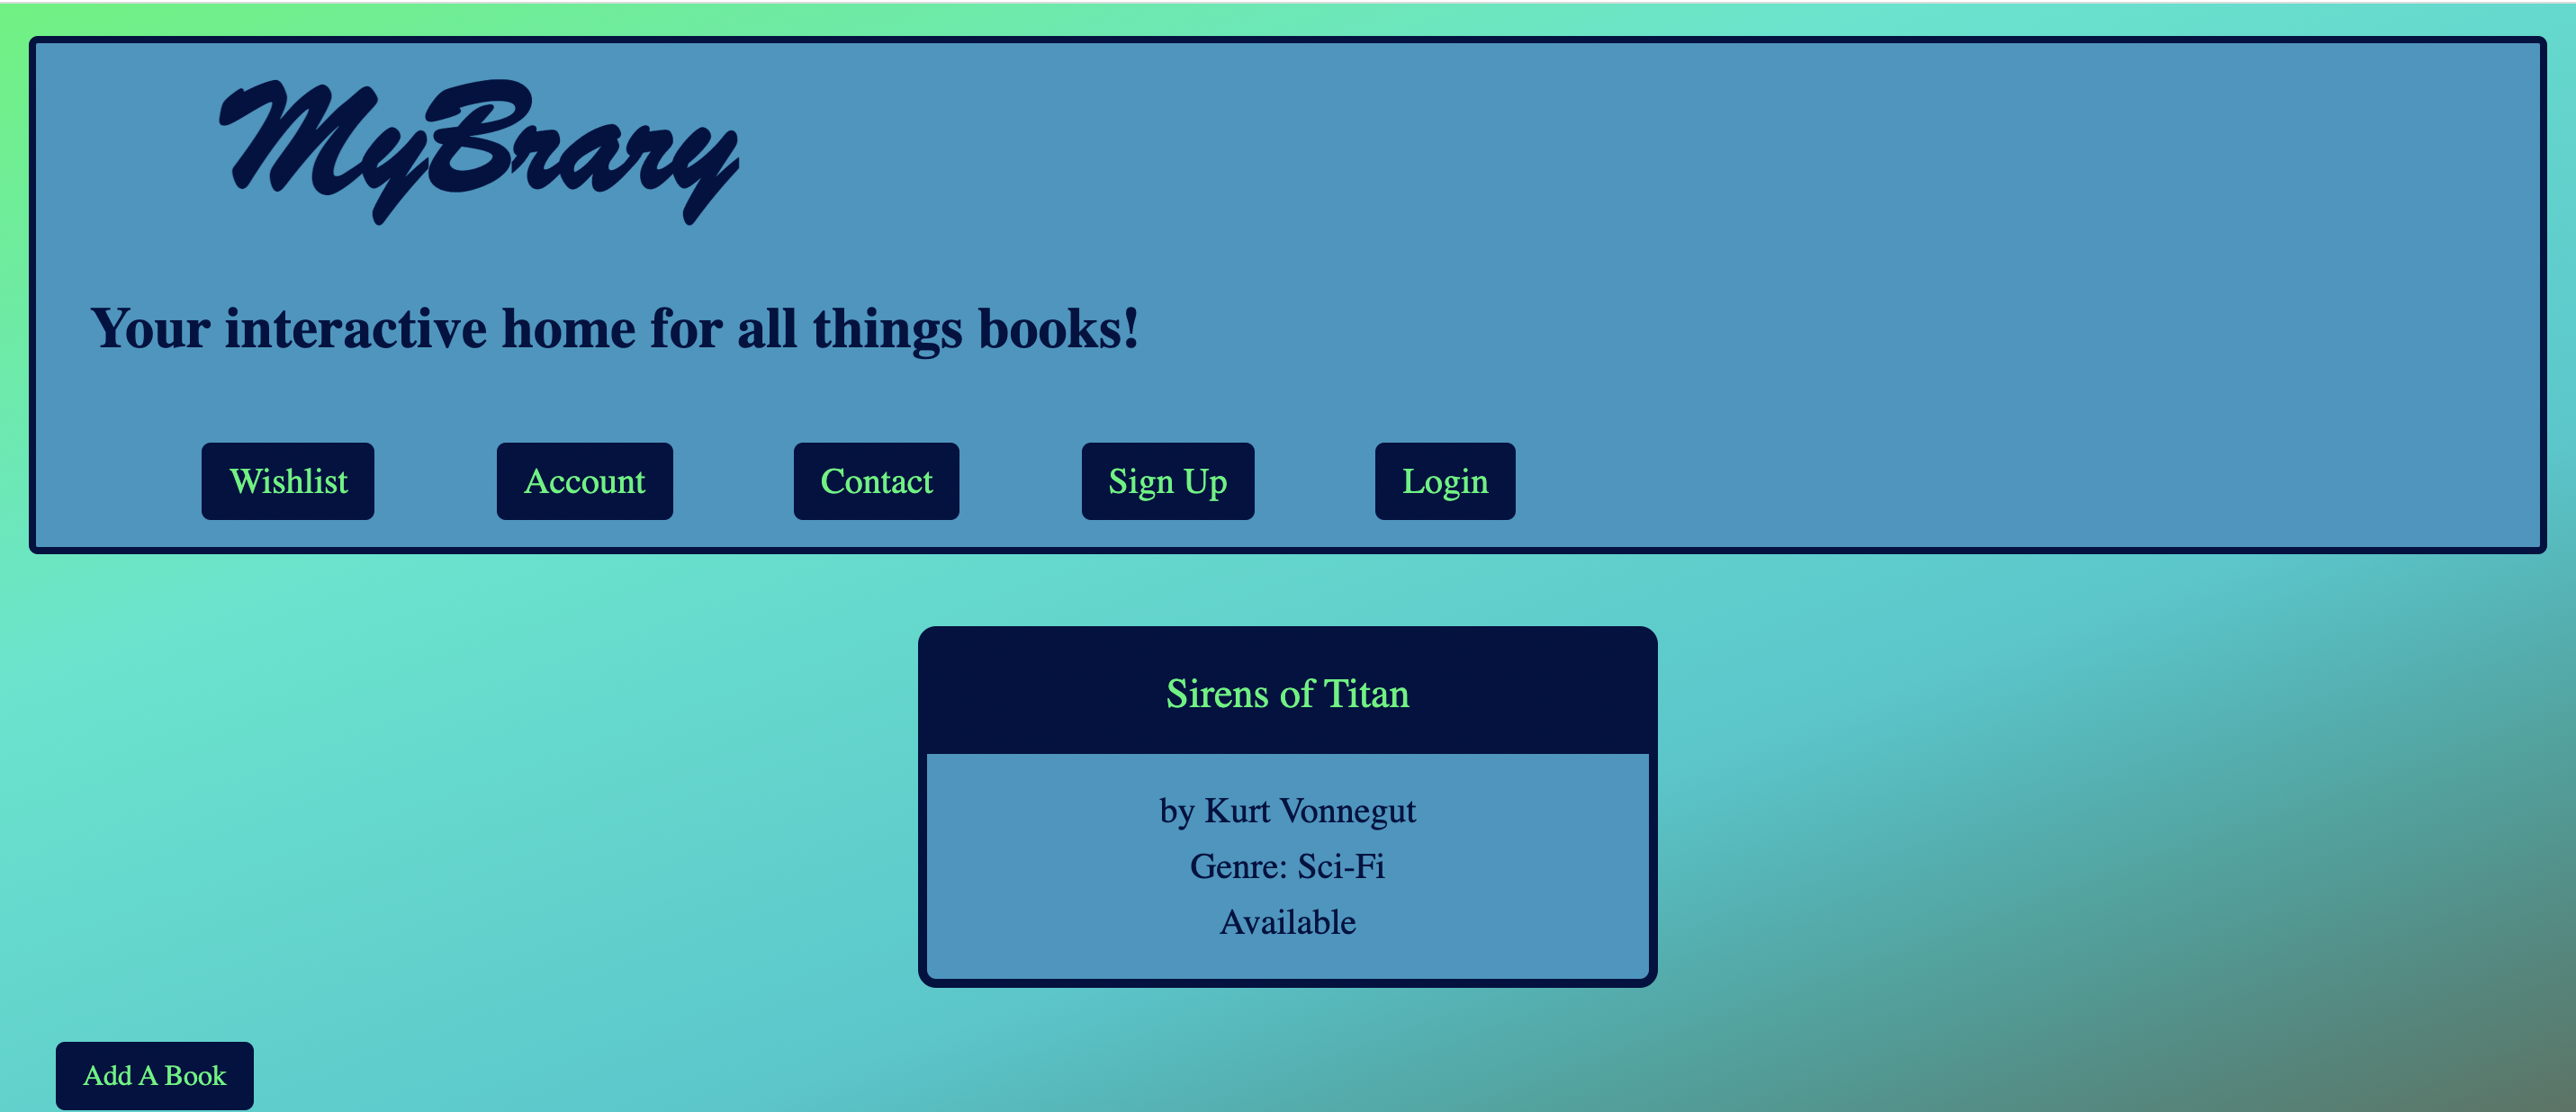 MyBrary
Your interactive home for all things books!
Wishlist Account Contact Sign Up Login
Sirens of Titan
by Kurt Vonnegut
Genre: Sci-Fi
Available
Add A Book